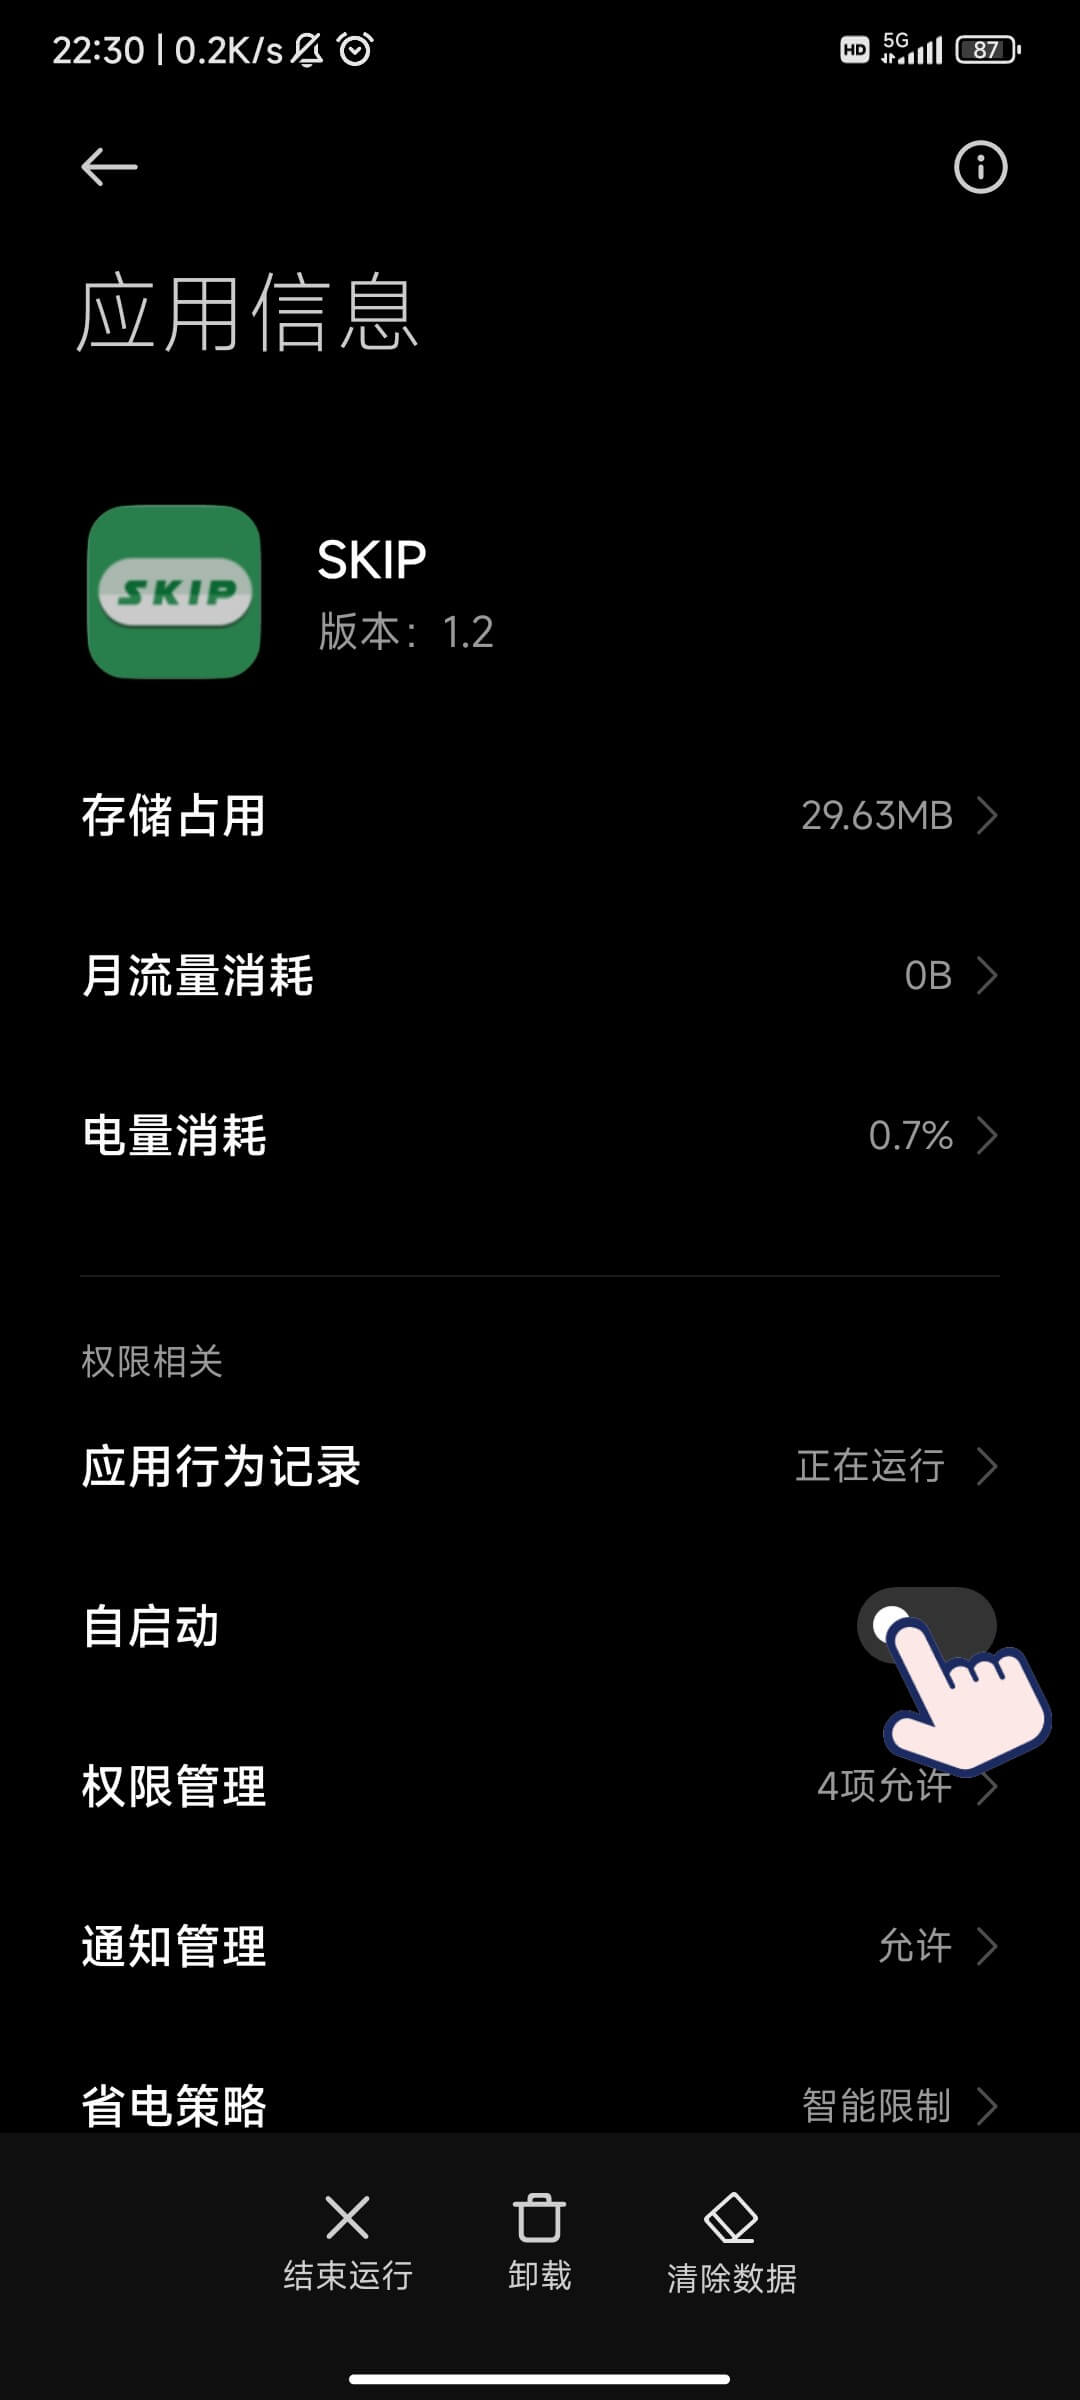 22:30 | 0.2K/s
HD 5G 87
应用信息
SKIP
SKIP
版本：1.2
存储占用 29.63MB
月流量消耗 0B
电量消耗 0.7%
权限相关
应用行为记录 正在运行
自启动
权限管理 4项允许
通知管理 允许
省电策略 智能限制
结束运行 卸载 清除数据